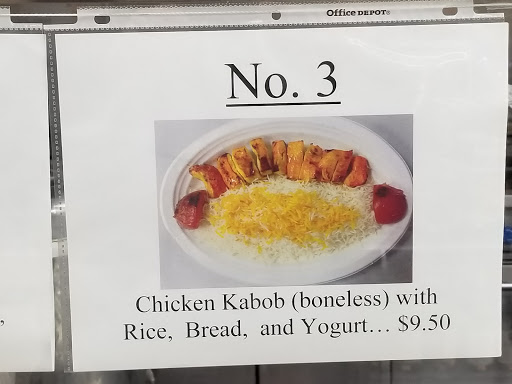 Office DEPOT®
No. 3
Chicken Kabob (boneless) with
Rice, Bread, and Yogurt... $9.50
,